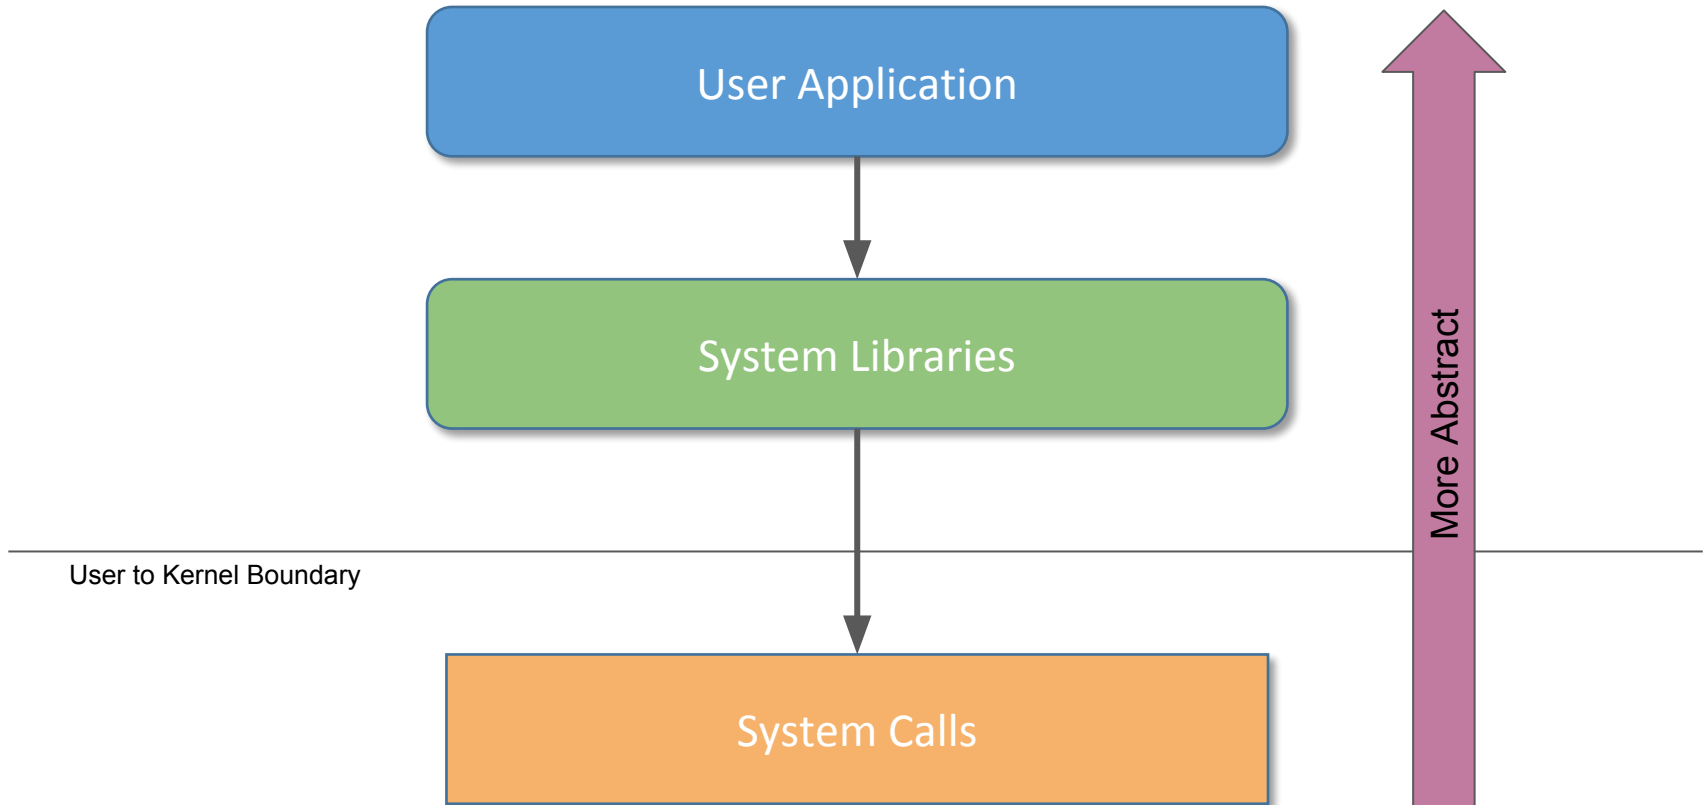 User Application
System Libraries
More Abstract
User to Kernel Boundary
System Calls